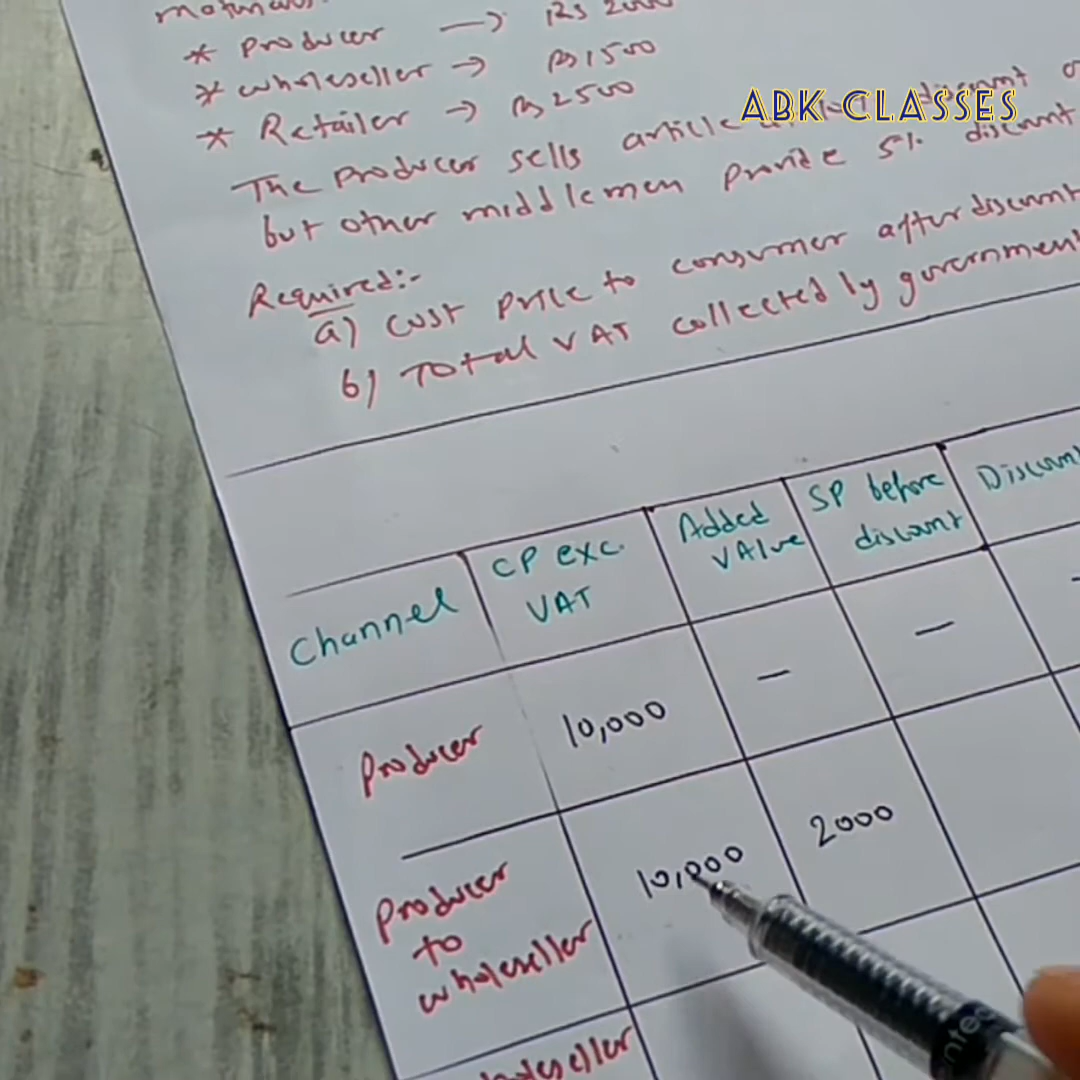 * Producer → Rs 2000
* wholeseller → Rs 1500
* Retailer → Rs 2500
ABK CLASSES
The Producer sells article discount
but other middlemen provide 5% discount
Required:-
a) cost price to consumer after discount
b) Total VAT collected by government
Channel CP exc. VAT Added VAlue SP before discount Discount
Producer 10,000 — — -
Producer to wholeseller 10,000 2000